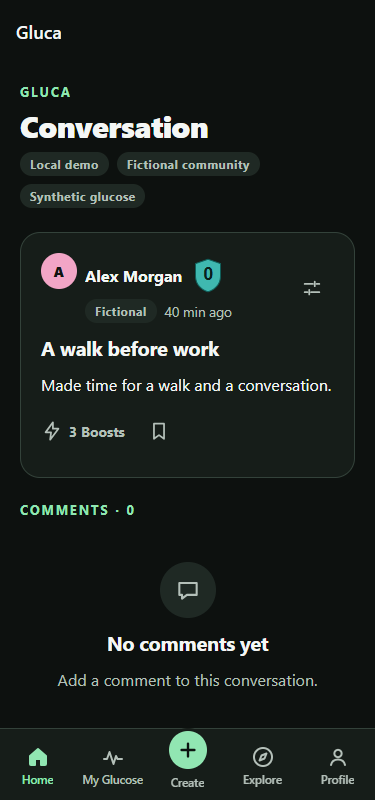 Gluca
GLUCA
Conversation
Local demo
Fictional community
Synthetic glucose
A
Alex Morgan
0
Fictional
40 min ago
A walk before work
Made time for a walk and a conversation.
3 Boosts
COMMENTS · 0
No comments yet
Add a comment to this conversation.
Home
My Glucose
Create
Explore
Profile